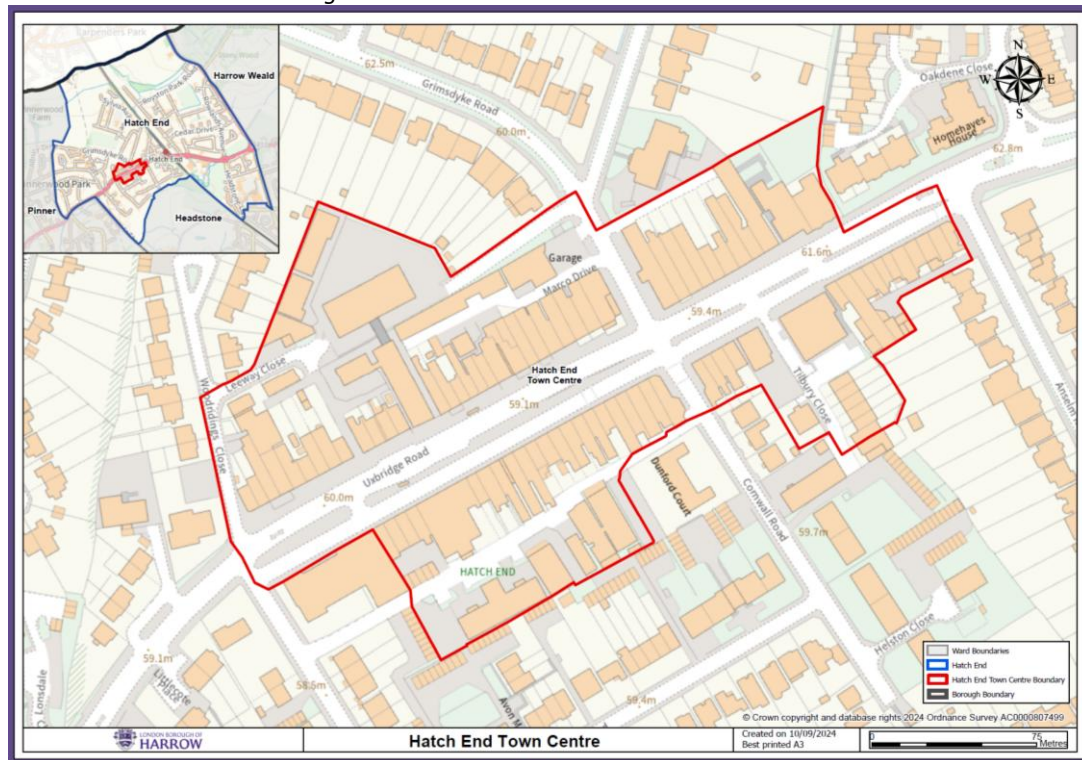 Harrow Weald
Hatch End
Cedar Drive
Hatch End
Pinner
Headstone
N
W
E
S
62.5m
Grimsdyke Road
60.0m
Oakdene Close
Homehayes
House
62.8m
61.6m
Garage
Marco Drive
59.4m
Leeway Close
Woodridings Close
Hatch End
Town Centre
59.1m
Uxbridge Road
60.0m
Tilbury Close
Dunford Court
Cornwall Road
59.7m
HATCH END
Helston Close
59.1m
Littlecote
Place
58.5m
Lonsdale
Avon
59.4m
Ward Boundaries
Hatch End
Hatch End Town Centre Boundary
Borough Boundary
© Crown copyright and database rights 2024 Ordnance Survey AC0000807499
LONDON BOROUGH OF
HARROW
Hatch End Town Centre
Created on 10/09/2024
Best printed A3
0
75
Metres